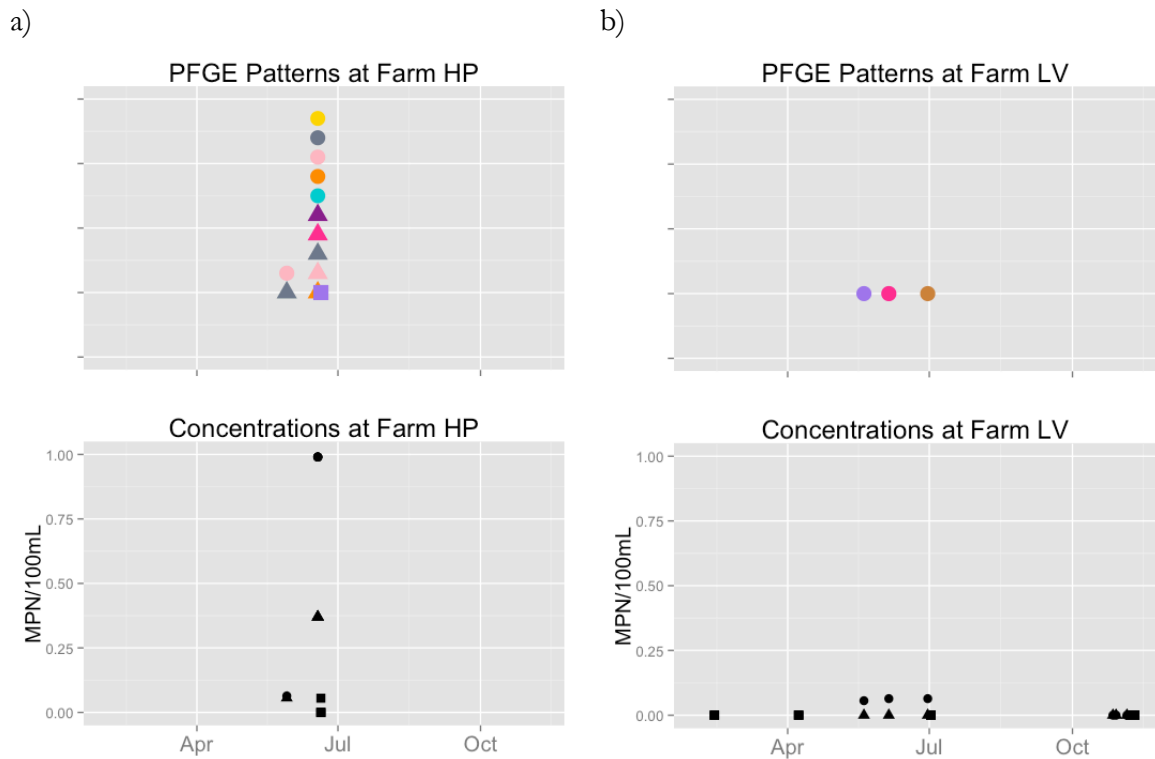 a)
PFGE Patterns at Farm HP
Concentrations at Farm HP
MPN/100mL
1.00
0.75
0.50
0.25
0.00
Apr
Jul
Oct
b)
PFGE Patterns at Farm LV
Concentrations at Farm LV
MPN/100mL
1.00
0.75
0.50
0.25
0.00
Apr
Jul
Oct